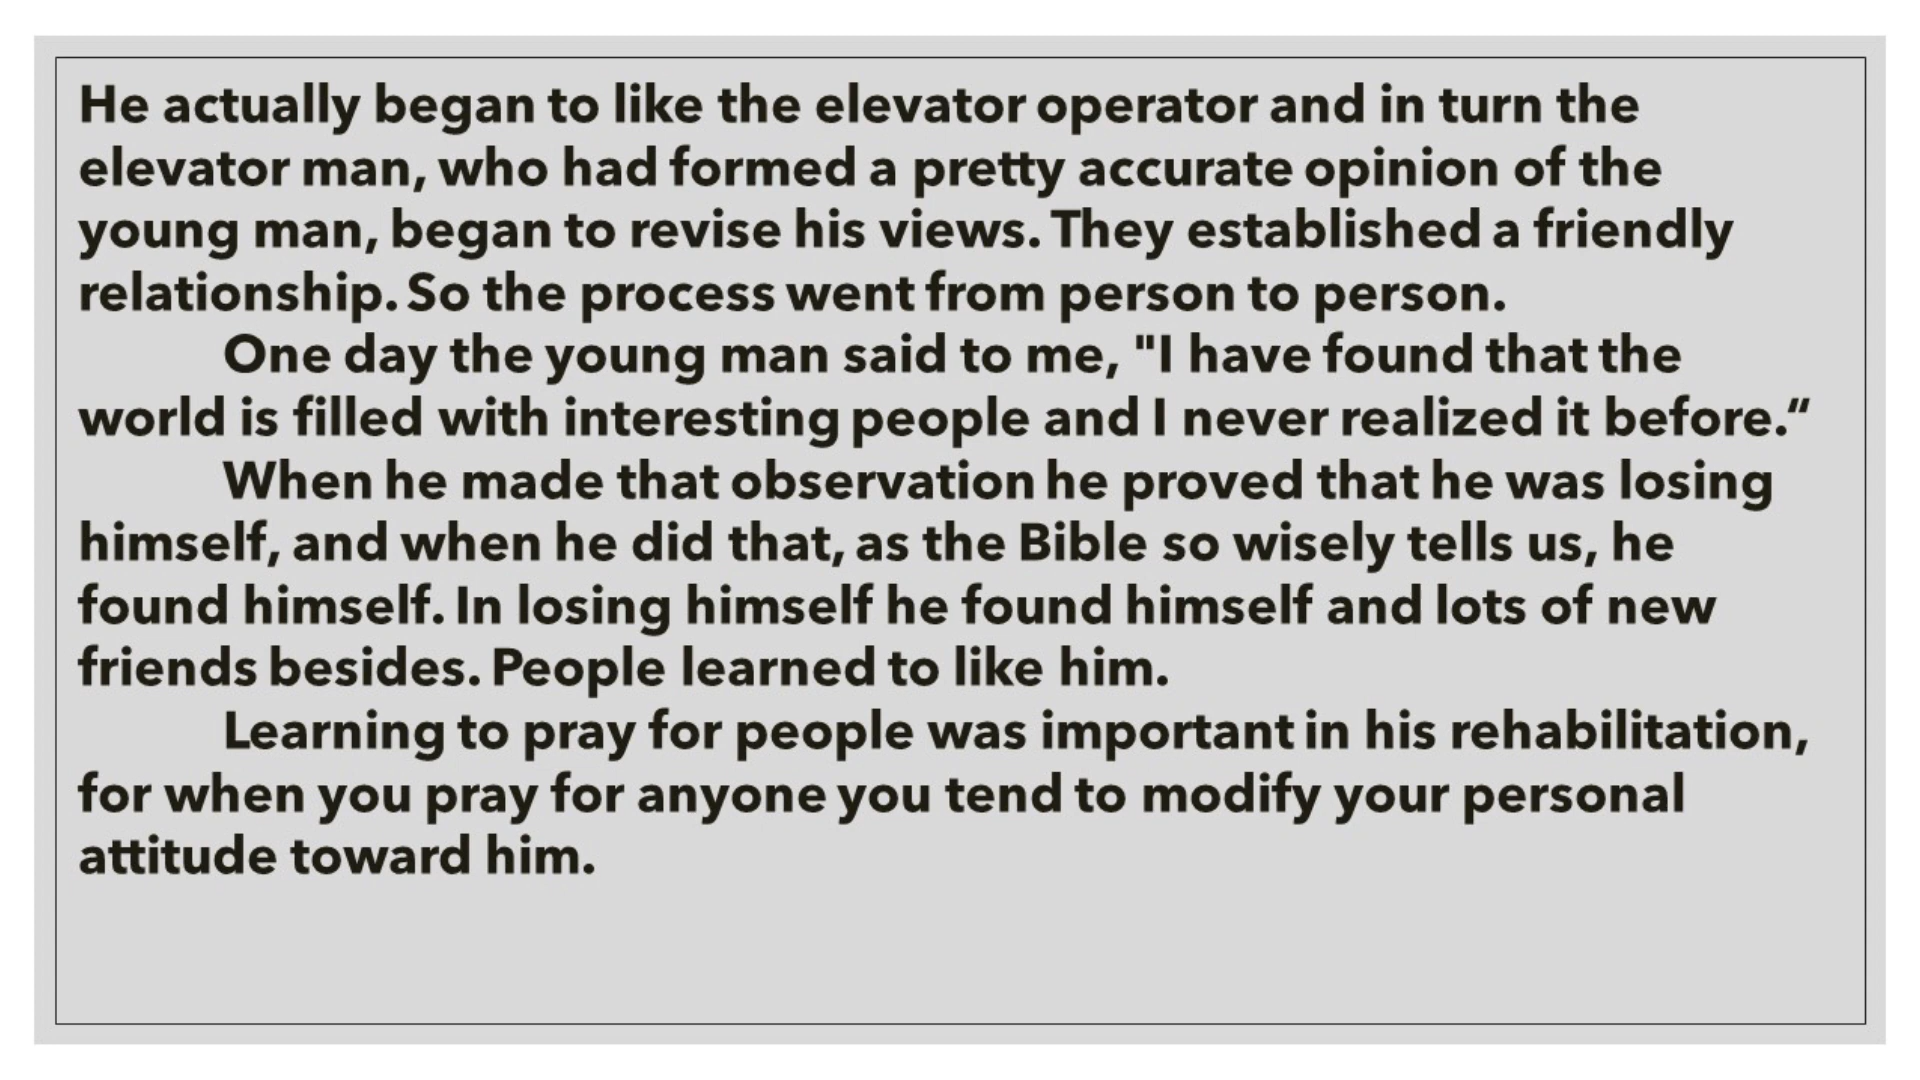 He actually began to like the elevator operator and in turn the
elevator man, who had formed a pretty accurate opinion of the
young man, began to revise his views. They established a friendly
relationship. So the process went from person to person.
One day the young man said to me, "I have found that the
world is filled with interesting people and I never realized it before.“
When he made that observation he proved that he was losing
himself, and when he did that, as the Bible so wisely tells us, he
found himself. In losing himself he found himself and lots of new
friends besides. People learned to like him.
Learning to pray for people was important in his rehabilitation,
for when you pray for anyone you tend to modify your personal
attitude toward him.